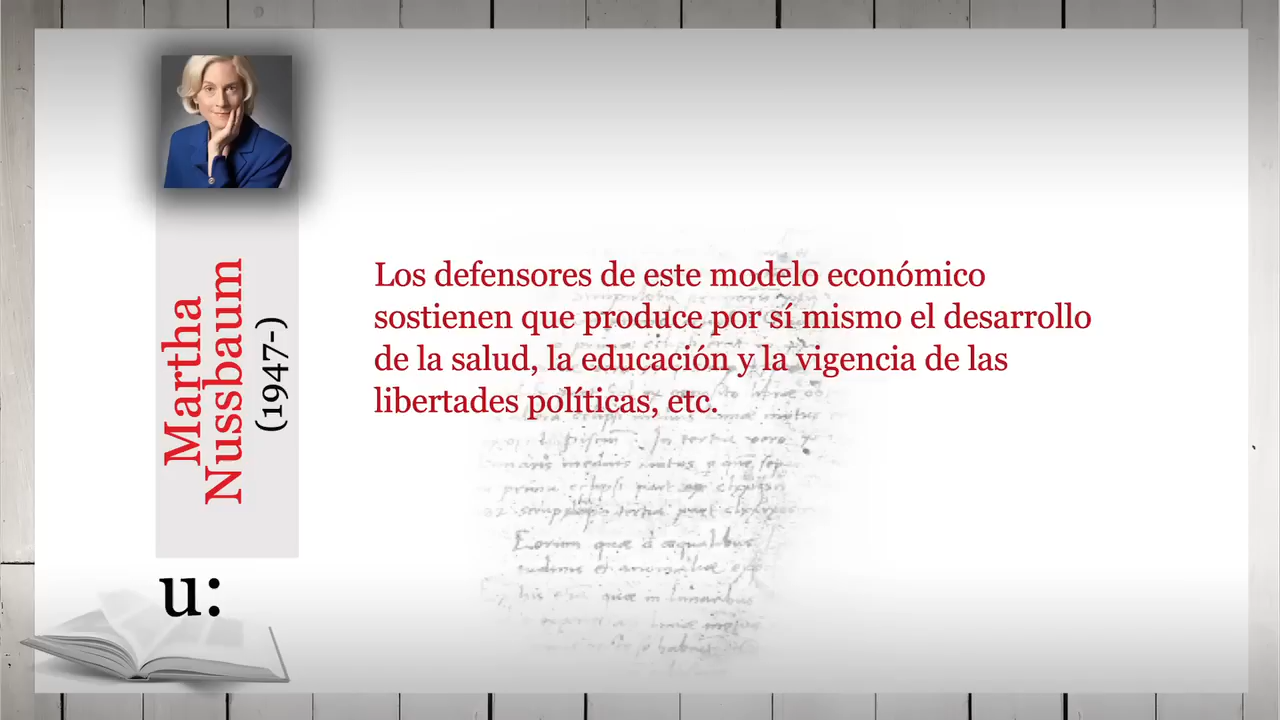 Martha
Nussbaum
(1947-)
Los defensores de este modelo económico
sostienen que produce por sí mismo el desarrollo
de la salud, la educación y la vigencia de las
libertades políticas, etc.
u: